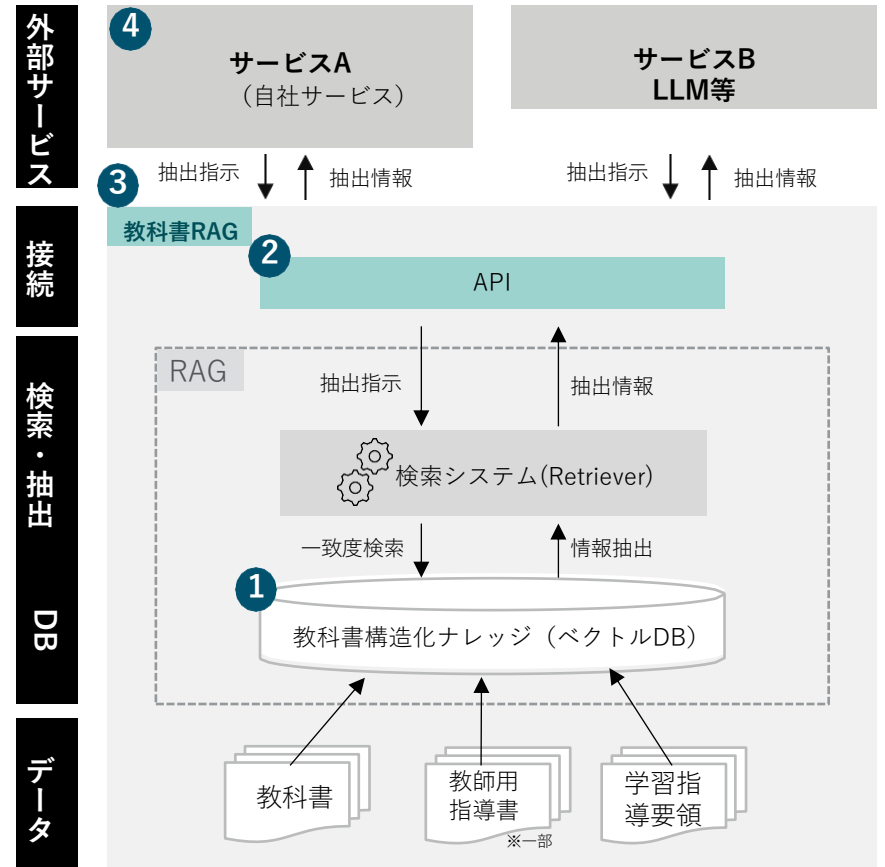 外部サービス
4
サービスA
(自社サービス)
サービスB
LLM等
抽出指示
抽出情報
抽出指示
抽出情報
3
接続
教科書RAG
2
API
検索・抽出
RAG
抽出指示
抽出情報
検索システム(Retriever)
一致度検索
情報抽出
DB
1
教科書構造化ナレッジ（ベクトルDB）
データ
教科書
教師用
指導書
※一部
学習指
導要領